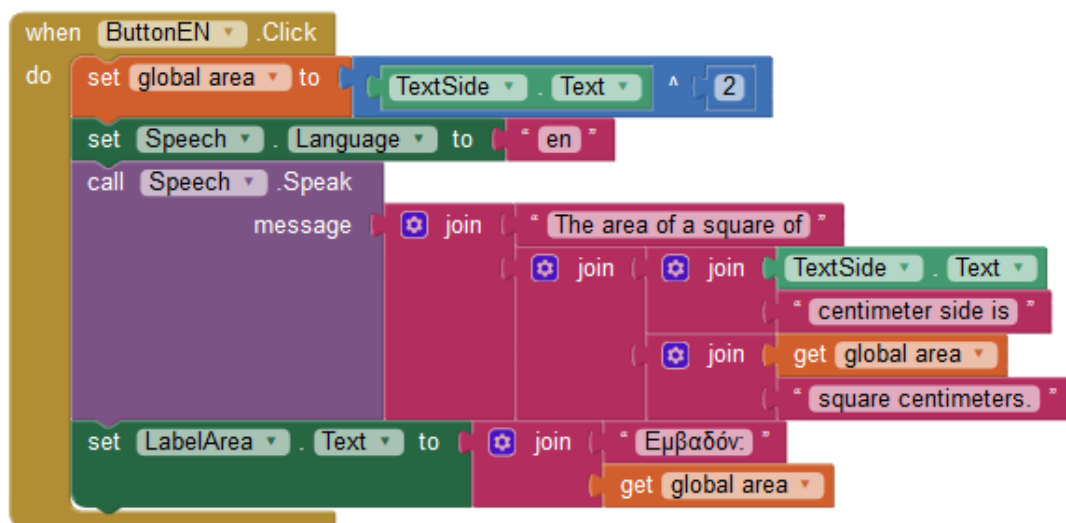 when ButtonEN .Click
do set global area to TextSide . Text ^ 2
set Speech . Language to “ en ”
call Speech .Speak
message join “ The area of a square of ”
join join TextSide . Text
“ centimeter side is ”
join get global area
“ square centimeters. ”
set LabelArea . Text to join “ Εμβαδόν: ”
get global area